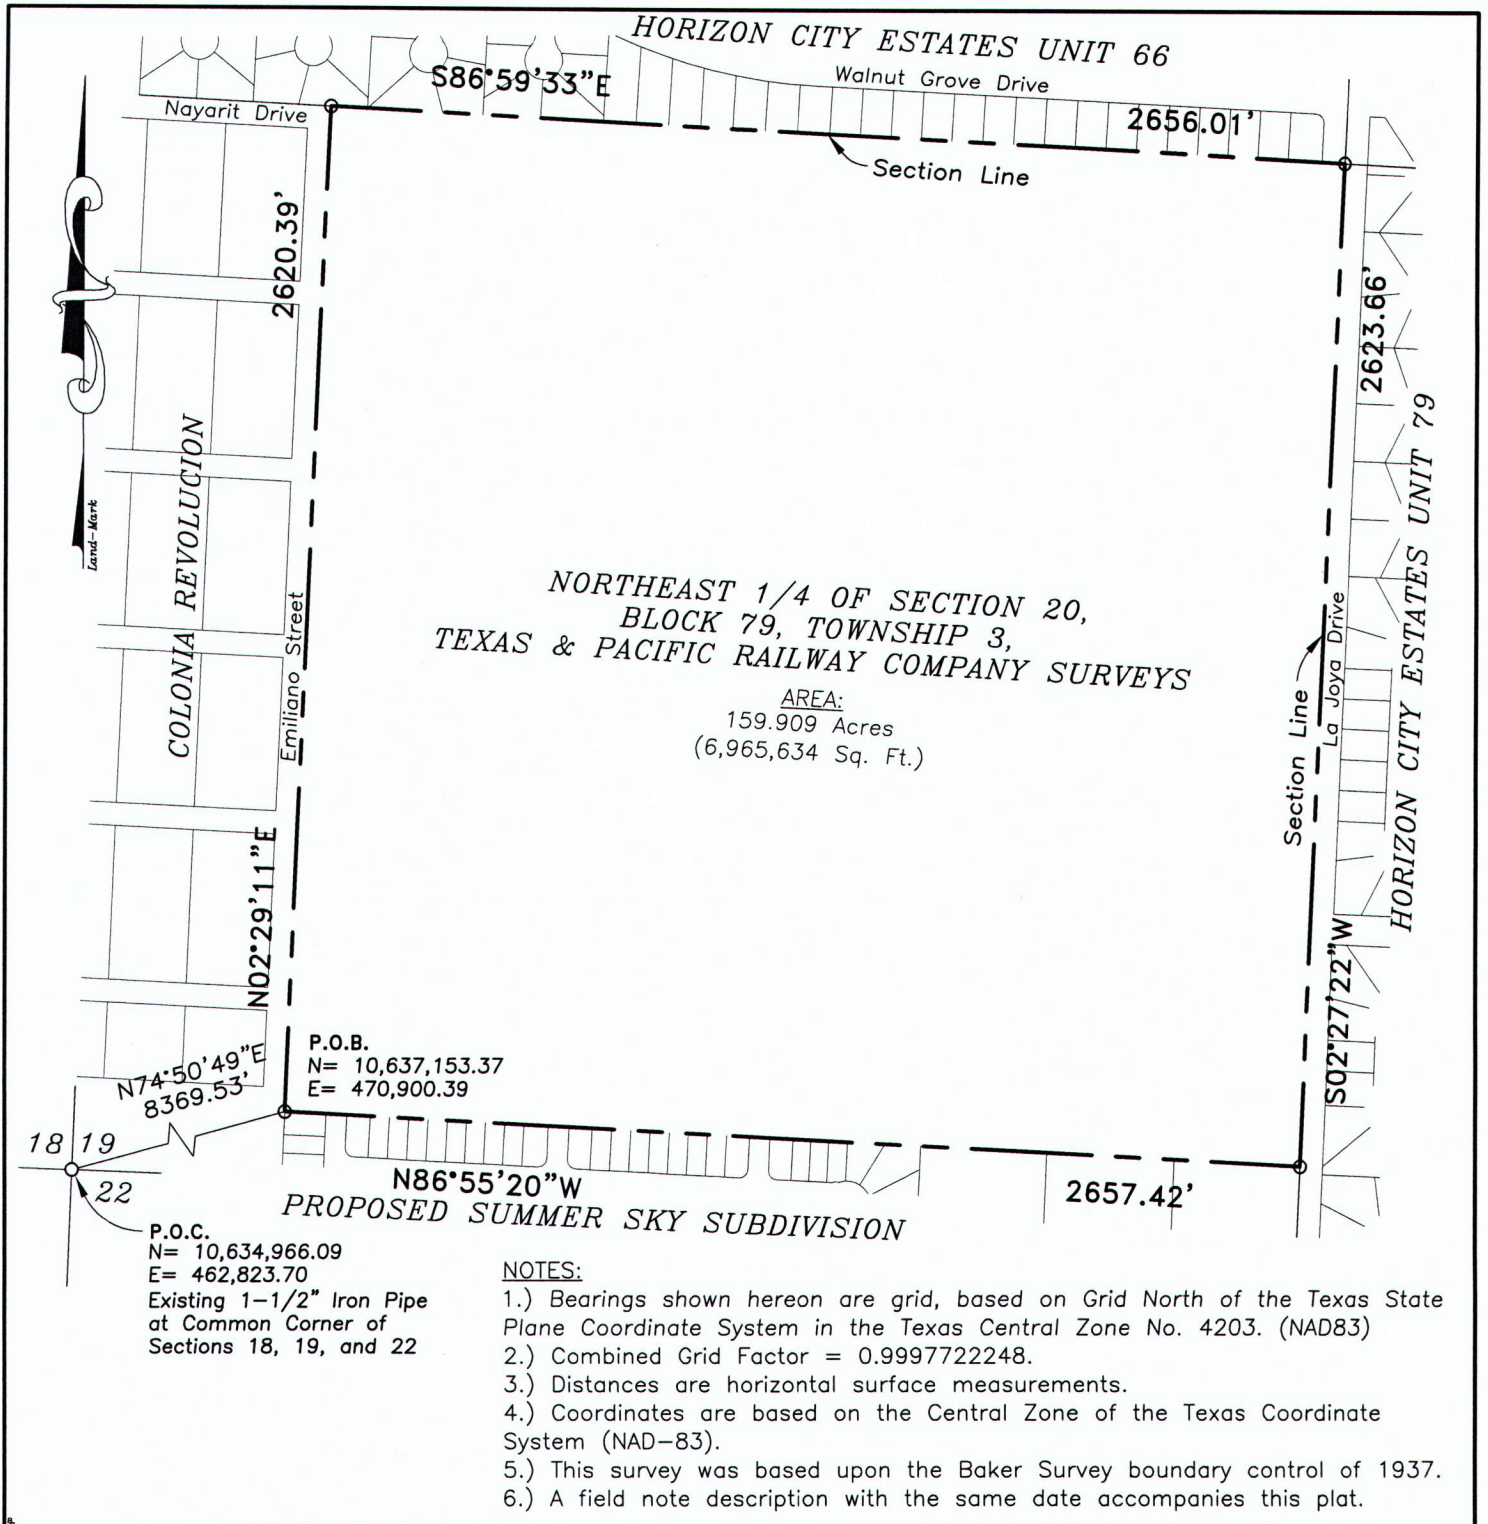 HORIZON CITY ESTATES UNIT 66
Walnut Grove Drive
S86°59'33"E
2656.01'
Nayarit Drive
Section Line
2620.39'
2623.66'
COLONIA REVOLUCION
Land-Mark
Emiliano Street
HORIZON CITY ESTATES UNIT 79
La Joya Drive
Section Line
NORTHEAST 1/4 OF SECTION 20,
BLOCK 79, TOWNSHIP 3,
TEXAS & PACIFIC RAILWAY COMPANY SURVEYS
AREA:
159.909 Acres
(6,965,634 Sq. Ft.)
N02°29'11"E
S02°27'22"W
P.O.B.
N= 10,637,153.37
E= 470,900.39
N74°50'49"E
8369.53'
18 19
22
N86°55'20"W
2657.42'
PROPOSED SUMMER SKY SUBDIVISION
P.O.C.
N= 10,634,966.09
E= 462,823.70
Existing 1-1/2" Iron Pipe
at Common Corner of
Sections 18, 19, and 22
NOTES:
1.) Bearings shown hereon are grid, based on Grid North of the Texas State
Plane Coordinate System in the Texas Central Zone No. 4203. (NAD83)
2.) Combined Grid Factor = 0.9997722248.
3.) Distances are horizontal surface measurements.
4.) Coordinates are based on the Central Zone of the Texas Coordinate
System (NAD-83).
5.) This survey was based upon the Baker Survey boundary control of 1937.
6.) A field note description with the same date accompanies this plat.